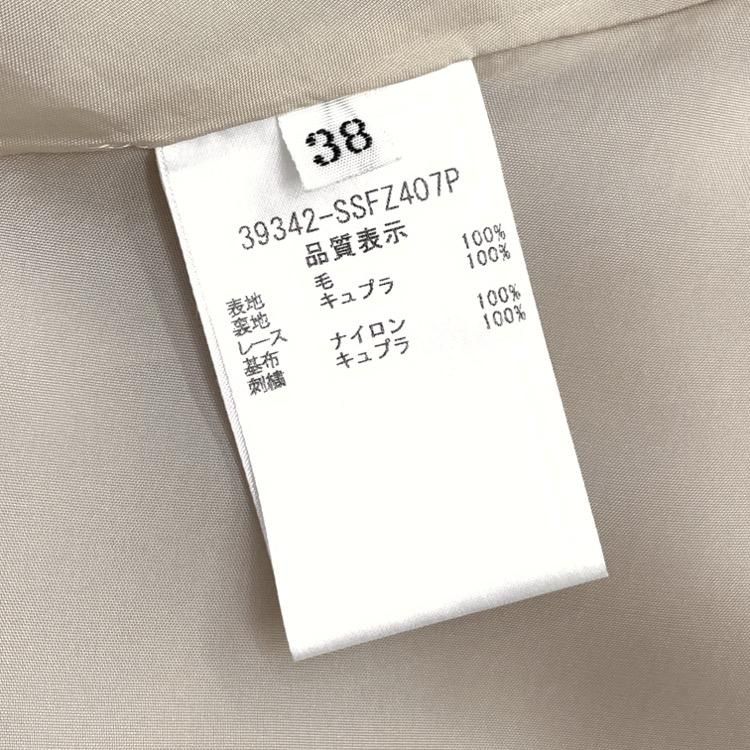 38
39342-SSFZ407P
品質表示
表地 毛 100%
裏地 キュプラ 100%
レース
基布 ナイロン 100%
刺繍 キュプラ 100%